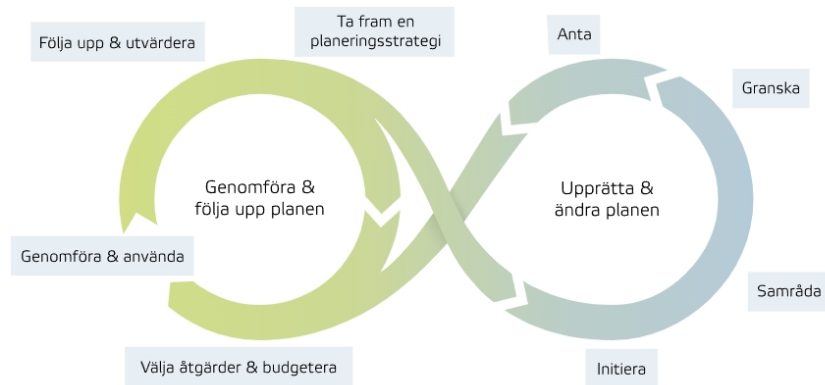 Ta fram en
planeringsstrategi
Följa upp & utvärdera
Anta
Granska
Genomföra &
följa upp planen
Upprätta &
ändra planen
Genomföra & använda
Samråda
Välja åtgärder & budgetera
Initiera